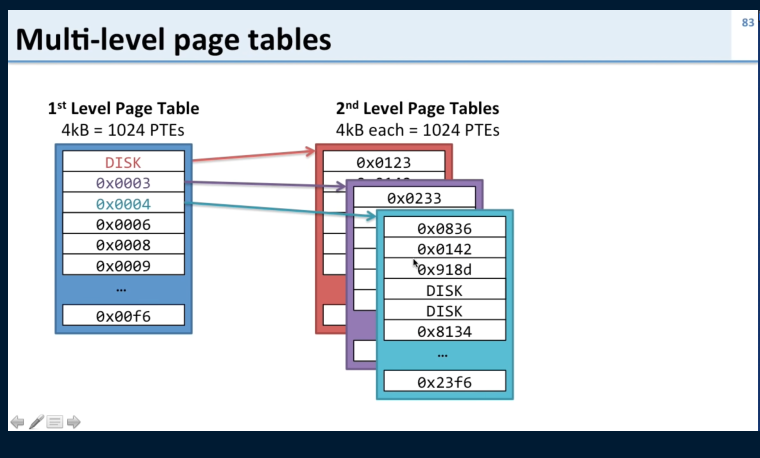 83
Multi-level page tables
1st Level Page Table
4kB = 1024 PTEs
DISK
0x0003
0x0004
0x0006
0x0008
0x0009
...
0x00f6
2nd Level Page Tables
4kB each = 1024 PTEs
0x0123
0x0233
0x0836
0x0142
0x918d
DISK
DISK
0x8134
...
0x23f6